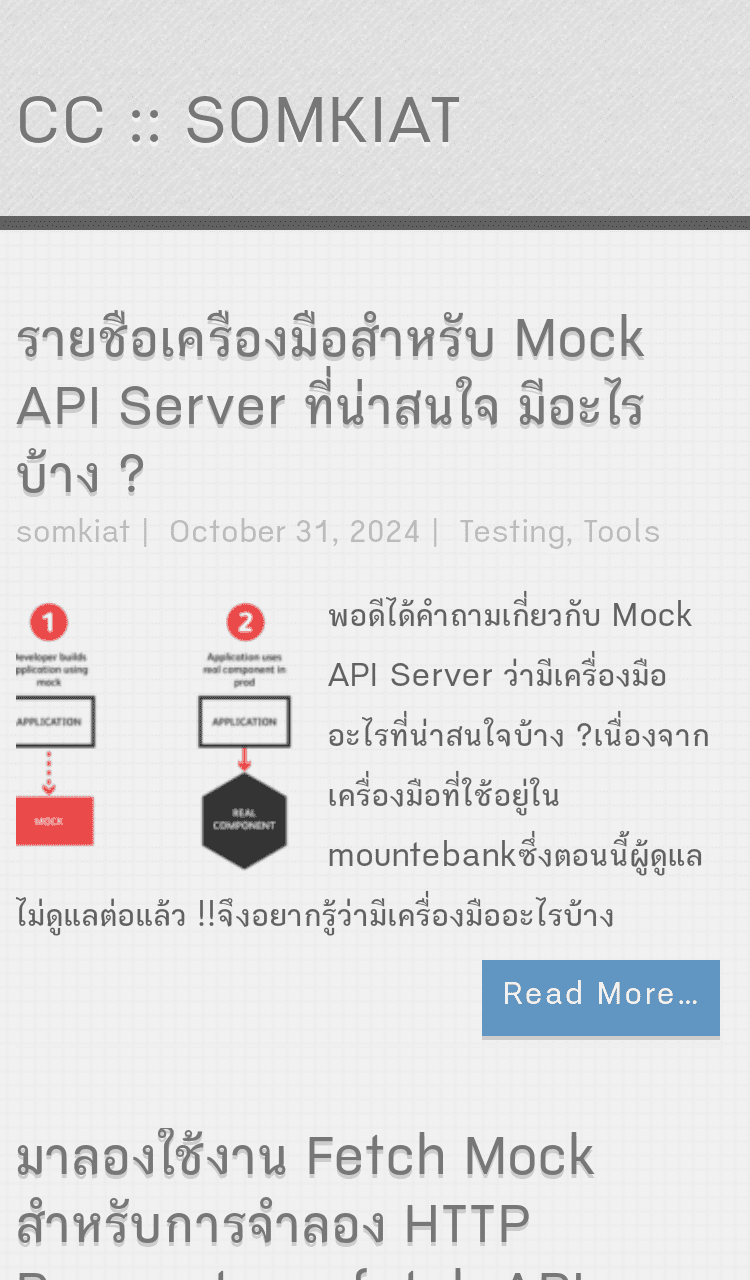 CC :: SOMKIAT
รายชื่อเครื่องมือสำหรับ Mock
API Server ที่น่าสนใจ มีอะไร
บ้าง ?
somkiat | October 31, 2024 | Testing, Tools
1
2
eveloper builds
pplication using
mock
Application uses
real component in
prod
APPLICATION
APPLICATION
MOCK
REAL
COMPONENT
พอดีได้คำถามเกี่ยวกับ Mock
API Server ว่ามีเครื่องมือ
อะไรที่น่าสนใจบ้าง ?เนื่องจาก
เครื่องมือที่ใช้อยู่ใน
mountebankซึ่งตอนนี้ผู้ดูแล
ไม่ดูแลต่อแล้ว !!จึงอยากรู้ว่ามีเครื่องมืออะไรบ้าง
Read More…
มาลองใช้งาน Fetch Mock
สำหรับการจำลอง HTTP